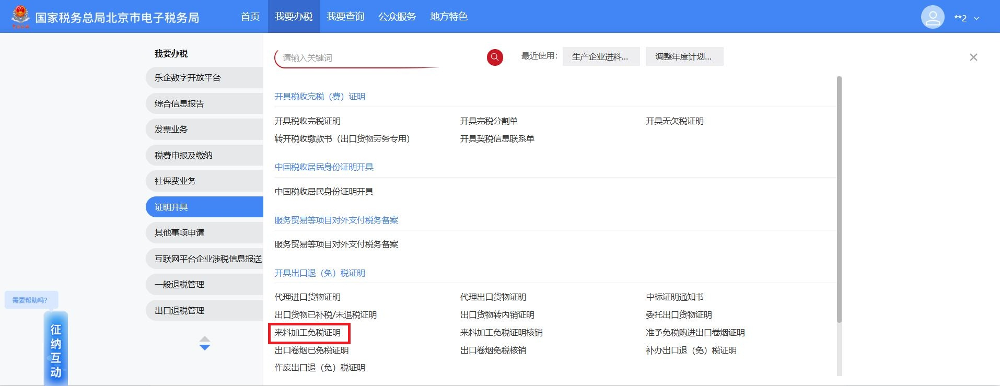 国家税务总局北京市电子税务局 首页 我要办税 我要查询 公众服务 地方特色 **2
我要办税
乐企数字开放平台
综合信息报告
发票业务
税费申报及缴纳
社保费业务
证明开具
其他事项申请
互联网平台企业涉税信息报送
一般退税管理
出口退税管理
需要帮助吗?
征纳互动
请输入关键词 最近使用: 生产企业进料... 调整年度计划...
开具税收完税（费）证明
开具税收完税证明 开具完税分割单 开具无欠税证明
转开税收缴款书（出口货物劳务专用） 开具契税信息联系单
中国税收居民身份证明开具
中国税收居民身份证明开具
服务贸易等项目对外支付税务备案
服务贸易等项目对外支付税务备案
开具出口退（免）税证明
代理进口货物证明 代理出口货物证明 中标证明通知书
出口货物已补税/未退税证明 出口货物转内销证明 委托出口货物证明
来料加工免税证明 来料加工免税证明核销 准予免税购进出口卷烟证明
出口卷烟已免税证明 出口卷烟免税核销 补办出口退（免）税证明
作废出口退（免）税证明